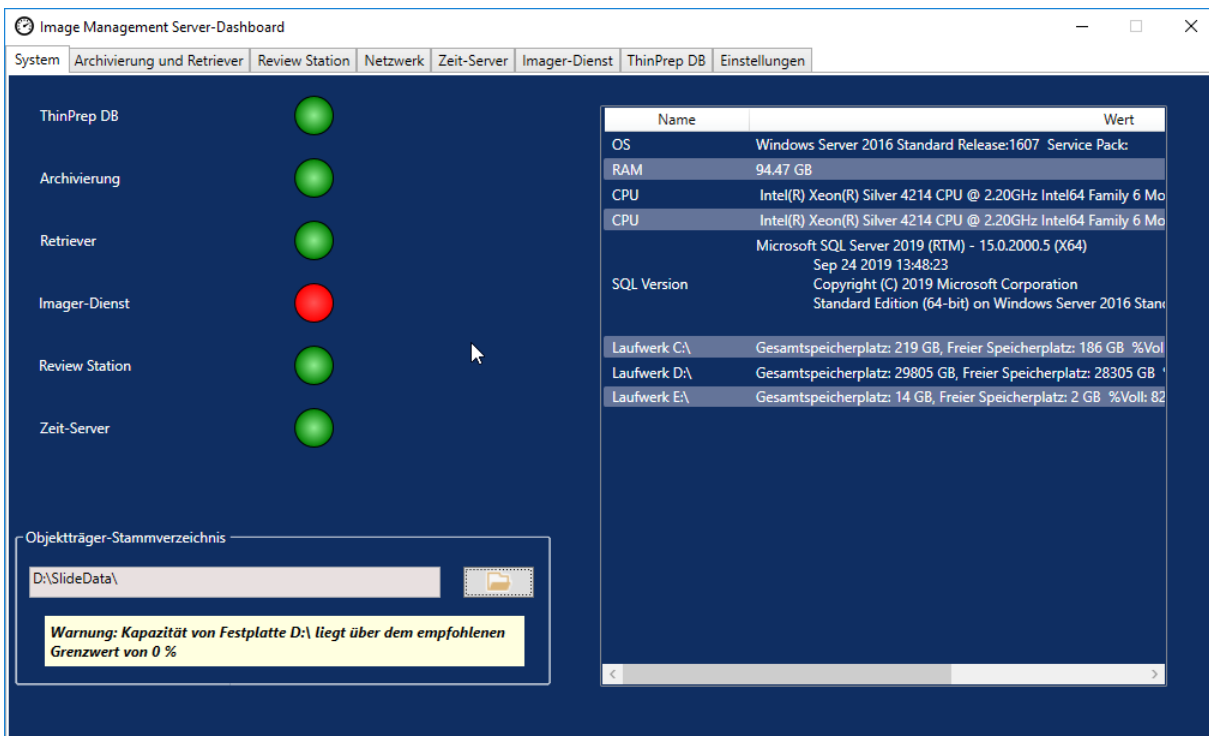 Image Management Server-Dashboard
System Archivierung und Retriever Review Station Netzwerk Zeit-Server Imager-Dienst ThinPrep DB Einstellungen
ThinPrep DB
Archivierung
Retriever
Imager-Dienst
Review Station
Zeit-Server
Objektträger-Stammverzeichnis
D:\SlideData\
Warnung: Kapazität von Festplatte D:\ liegt über dem empfohlenen
Grenzwert von 0 %
Name Wert
OS Windows Server 2016 Standard Release:1607 Service Pack:
RAM 94.47 GB
CPU Intel(R) Xeon(R) Silver 4214 CPU @ 2.20GHz Intel64 Family 6 Mo
CPU Intel(R) Xeon(R) Silver 4214 CPU @ 2.20GHz Intel64 Family 6 Mo
Microsoft SQL Server 2019 (RTM) - 15.0.2000.5 (X64)
Sep 24 2019 13:48:23
SQL Version Copyright (C) 2019 Microsoft Corporation
Standard Edition (64-bit) on Windows Server 2016 Stan
Laufwerk C:\ Gesamtspeicherplatz: 219 GB, Freier Speicherplatz: 186 GB %Vol
Laufwerk D:\ Gesamtspeicherplatz: 29805 GB, Freier Speicherplatz: 28305 GB
Laufwerk E:\ Gesamtspeicherplatz: 14 GB, Freier Speicherplatz: 2 GB %Voll: 82